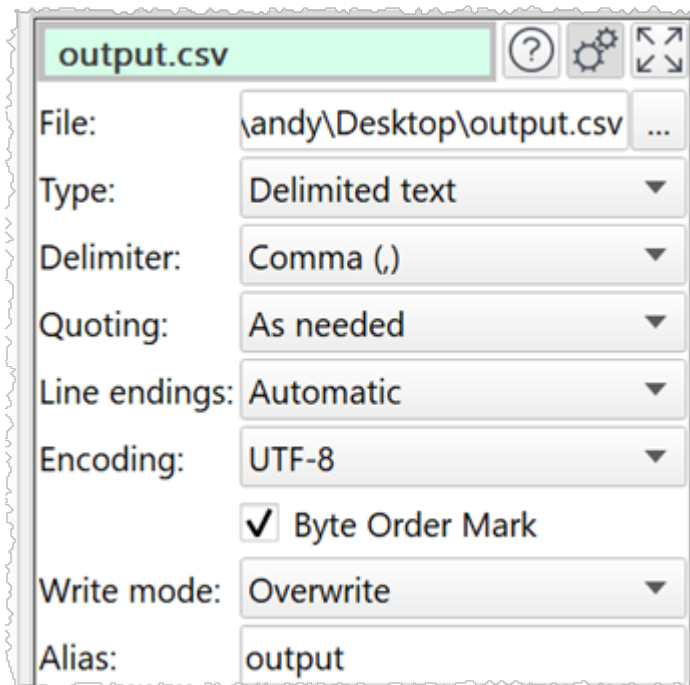 output.csv
File: \andy\Desktop\output.csv ...
Type: Delimited text
Delimiter: Comma (,)
Quoting: As needed
Line endings: Automatic
Encoding: UTF-8
Byte Order Mark
Write mode: Overwrite
Alias: output